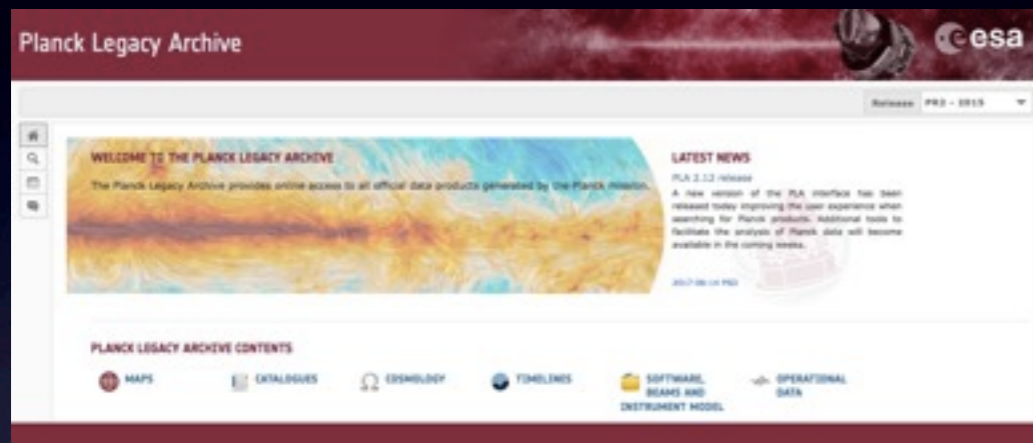 Planck Legacy Archive
esa
Release PR2 - 2015
WELCOME TO THE PLANCK LEGACY ARCHIVE
The Planck Legacy Archive provides online access to all official data products generated by the Planck mission.
LATEST NEWS
PLA 2.12 release
A new version of the PLA interface has been
released today improving the user experience when
searching for Planck products. Additional tools to
facilitate the analysis of Planck data will become
available in the coming weeks.
PLANCK LEGACY ARCHIVE CONTENTS
MAPS
CATALOGUES
COSMOLOGY
TIMELINES
SOFTWARE,
BEAMS AND
INSTRUMENT MODEL
OPERATIONAL
DATA